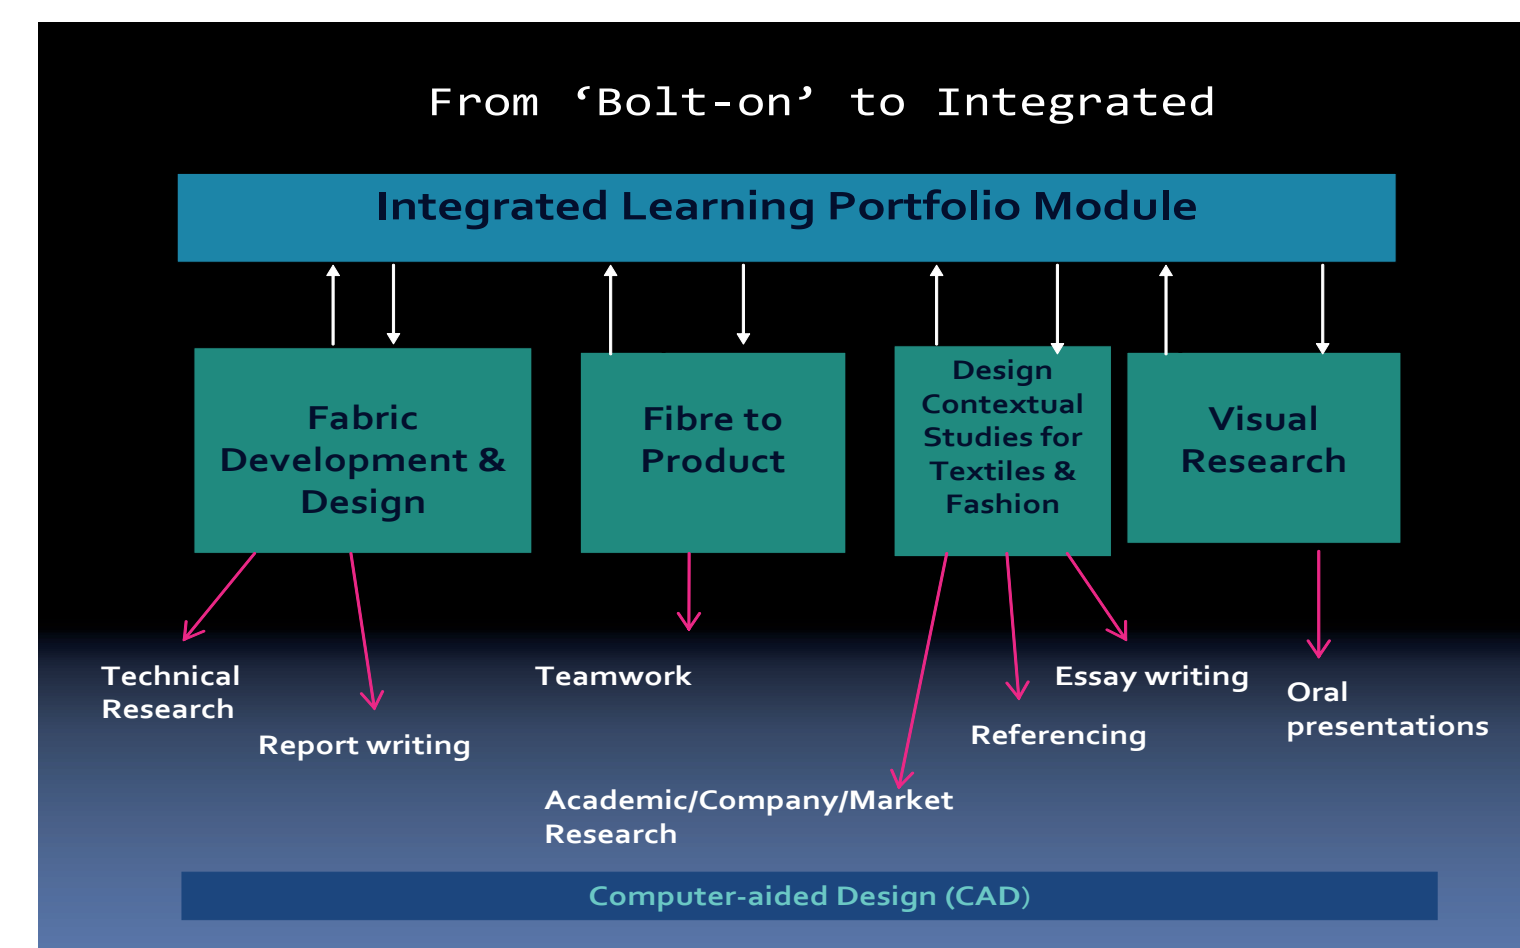 From ‘Bolt-on’ to Integrated
Integrated Learning Portfolio Module
Fabric
Development &
Design
Fibre to
Product
Design
Contextual
Studies for
Textiles &
Fashion
Visual
Research
Technical
Research
Report writing
Teamwork
Academic/Company/Market
Research
Referencing
Essay writing
Oral
presentations
Computer-aided Design (CAD)